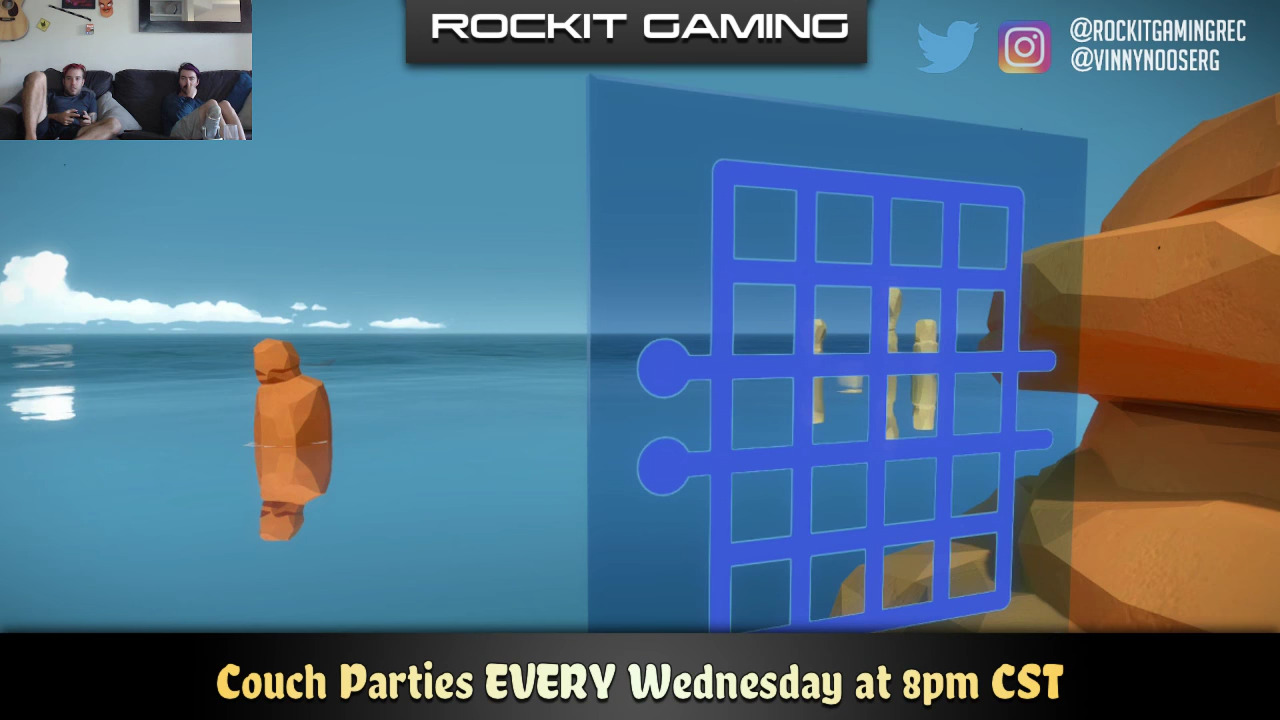 ROCKIT GAMING
@ROCKITGAMINGREC
@VINNYNOOSERG
Couch Parties EVERY Wednesday at 8pm CST